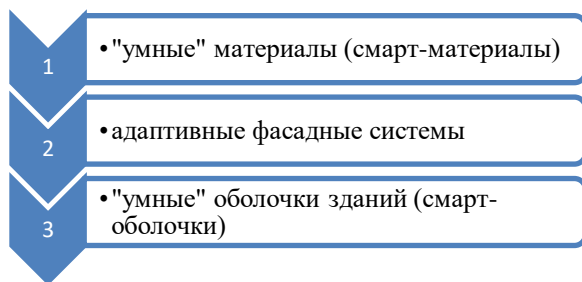 1
• "умные" материалы (смарт-материалы)
2
• адаптивные фасадные системы
3
• "умные" оболочки зданий (смарт-
оболочки)